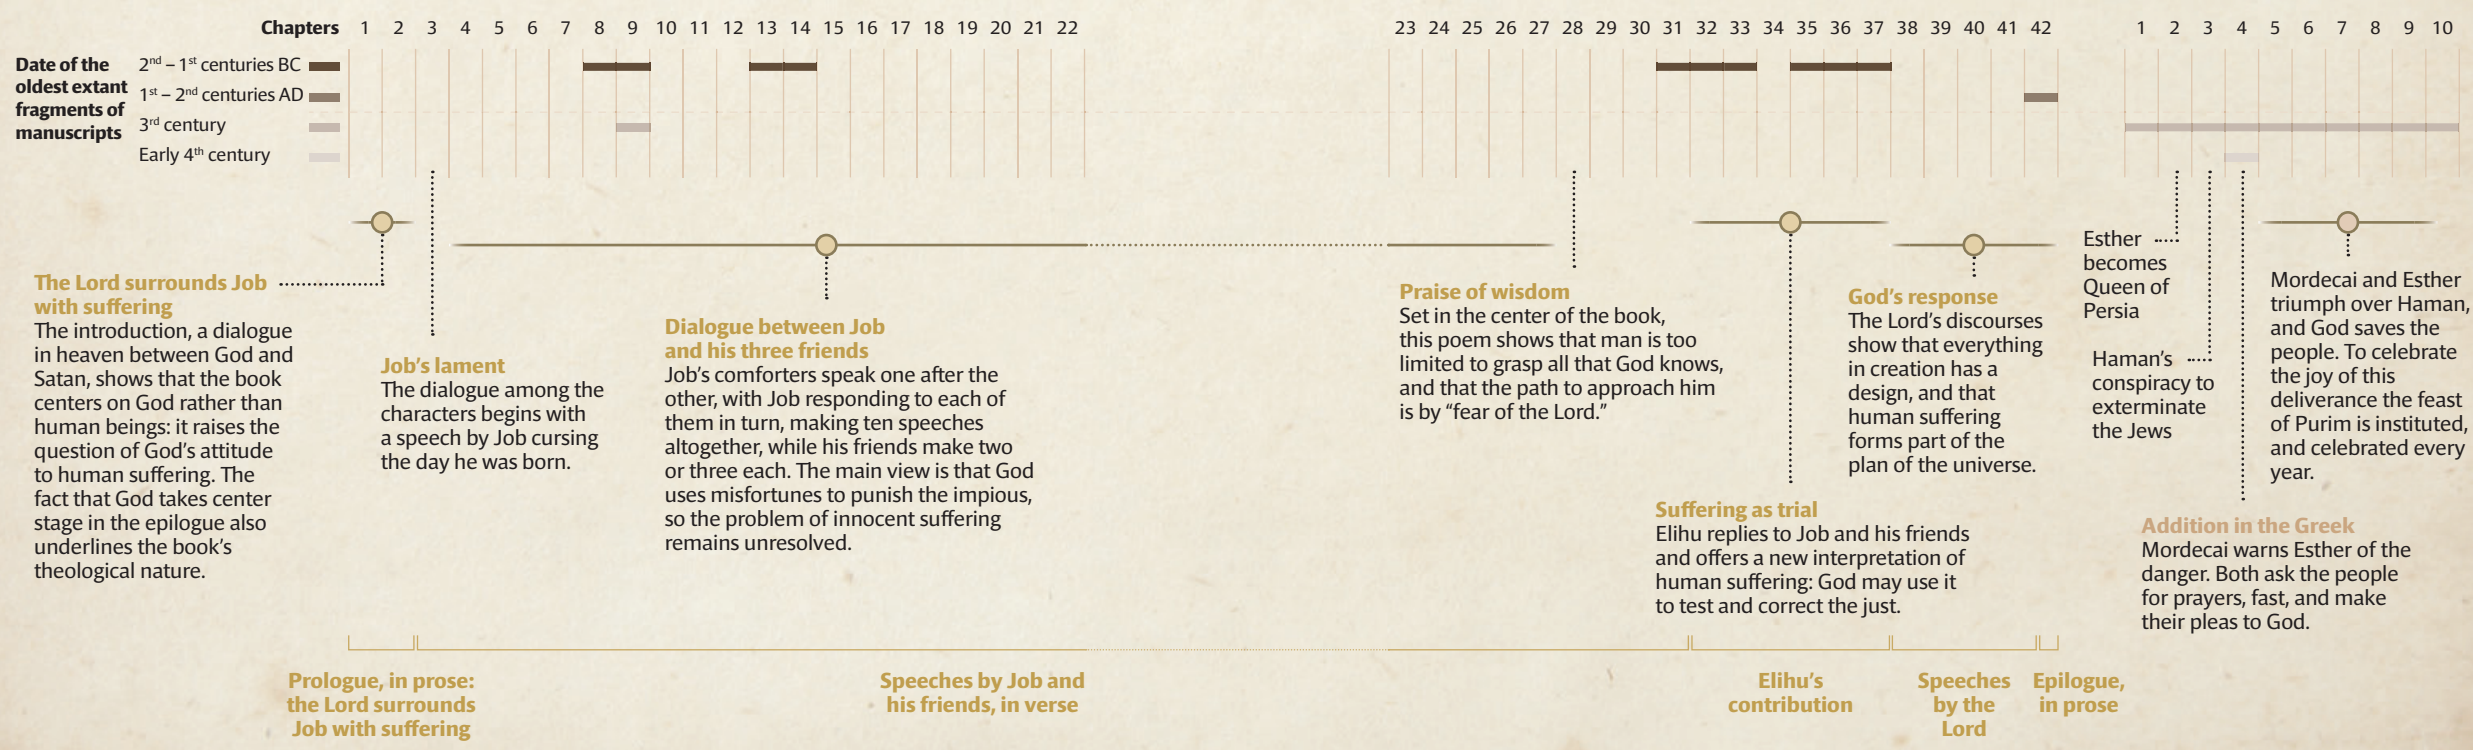 Chapters 1 2 3 4 5 6 7 8 9 10 11 12 13 14 15 16 17 18 19 20 21 22 23 24 25 26 27 28 29 30 31 32 33 34 35 36 37 38 39 40 41 42 1 2 3 4 5 6 7 8 9 10
Date of the
oldest extant
fragments of
manuscripts
2nd – 1st centuries BC
1st – 2nd centuries AD
3rd century
Early 4th century
The Lord surrounds Job
with suffering
The introduction, a dialogue
in heaven between God and
Satan, shows that the book
centers on God rather than
human beings: it raises the
question of God’s attitude
to human suffering. The
fact that God takes center
stage in the epilogue also
underlines the book’s
theological nature.
Job’s lament
The dialogue among the
characters begins with
a speech by Job cursing
the day he was born.
Dialogue between Job
and his three friends
Job’s comforters speak one after the
other, with Job responding to each of
them in turn, making ten speeches
altogether, while his friends make two
or three each. The main view is that God
uses misfortunes to punish the impious,
so the problem of innocent suffering
remains unresolved.
Praise of wisdom
Set in the center of the book,
this poem shows that man is too
limited to grasp all that God knows,
and that the path to approach him
is by “fear of the Lord.”
Suffering as trial
Elihu replies to Job and his friends
and offers a new interpretation of
human suffering: God may use it
to test and correct the just.
God’s response
The Lord’s discourses
show that everything
in creation has a
design, and that
human suffering
forms part of the
plan of the universe.
Esther
becomes
Queen of
Persia
Haman’s
conspiracy to
exterminate
the Jews
Addition in the Greek
Mordecai warns Esther of the
danger. Both ask the people
for prayers, fast, and make
their pleas to God.
Mordecai and Esther
triumph over Haman,
and God saves the
people. To celebrate
the joy of this
deliverance the feast
of Purim is instituted,
and celebrated every
year.
Prologue, in prose:
the Lord surrounds
Job with suffering
Speeches by Job and
his friends, in verse
Elihu’s
contribution
Speeches
by the
Lord
Epilogue,
in prose